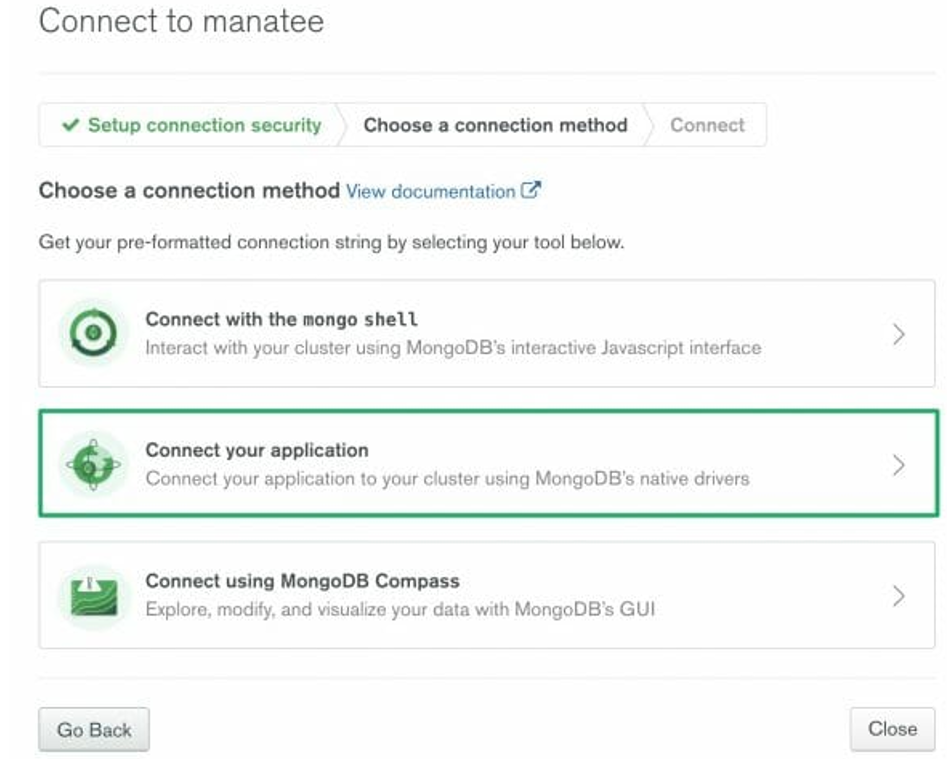 Connect to manatee
Setup connection security
Choose a connection method
Connect
Choose a connection method View documentation
Get your pre-formatted connection string by selecting your tool below.
Connect with the mongo shell
Interact with your cluster using MongoDB's interactive Javascript interface
Connect your application
Connect your application to your cluster using MongoDB's native drivers
Connect using MongoDB Compass
Explore, modify, and visualize your data with MongoDB's GUI
Go Back
Close